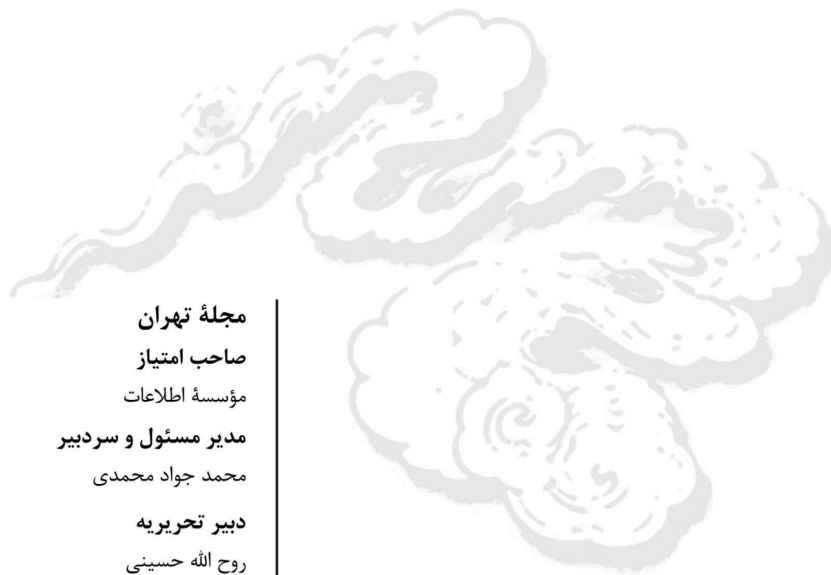 مجلهٔ تهران
صاحب امتیاز
مؤسسهٔ اطلاعات
مدیر مسئول و سردبیر
محمد جواد محمدی
دبیر تحریریه
روح الله حسینی